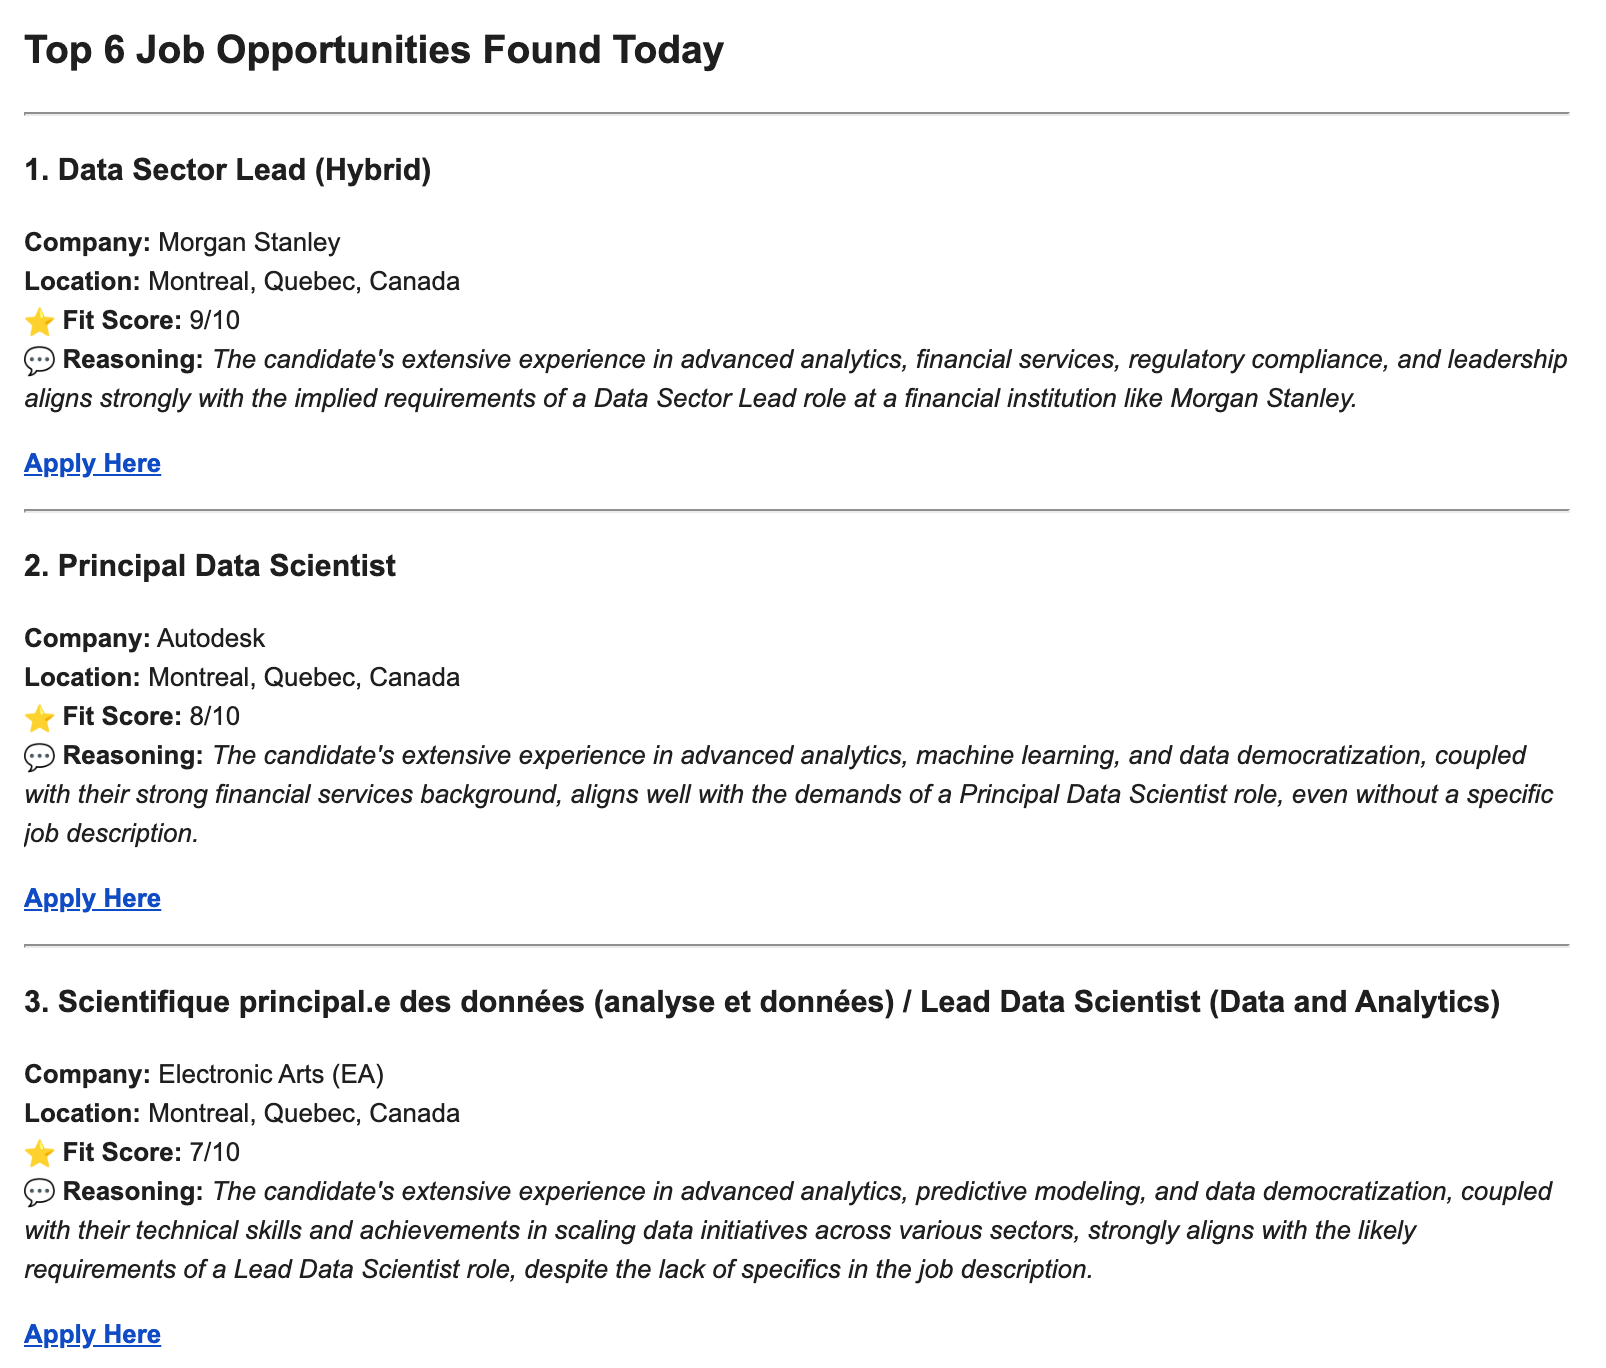 Top 6 Job Opportunities Found Today
1. Data Sector Lead (Hybrid)
Company: Morgan Stanley
Location: Montreal, Quebec, Canada
⭐ Fit Score: 9/10
💬 Reasoning: The candidate's extensive experience in advanced analytics, financial services, regulatory compliance, and leadership
aligns strongly with the implied requirements of a Data Sector Lead role at a financial institution like Morgan Stanley.
Apply Here
2. Principal Data Scientist
Company: Autodesk
Location: Montreal, Quebec, Canada
⭐ Fit Score: 8/10
💬 Reasoning: The candidate's extensive experience in advanced analytics, machine learning, and data democratization, coupled
with their strong financial services background, aligns well with the demands of a Principal Data Scientist role, even without a specific
job description.
Apply Here
3. Scientifique principal.e des données (analyse et données) / Lead Data Scientist (Data and Analytics)
Company: Electronic Arts (EA)
Location: Montreal, Quebec, Canada
⭐ Fit Score: 7/10
💬 Reasoning: The candidate's extensive experience in advanced analytics, predictive modeling, and data democratization, coupled
with their technical skills and achievements in scaling data initiatives across various sectors, strongly aligns with the likely
requirements of a Lead Data Scientist role, despite the lack of specifics in the job description.
Apply Here